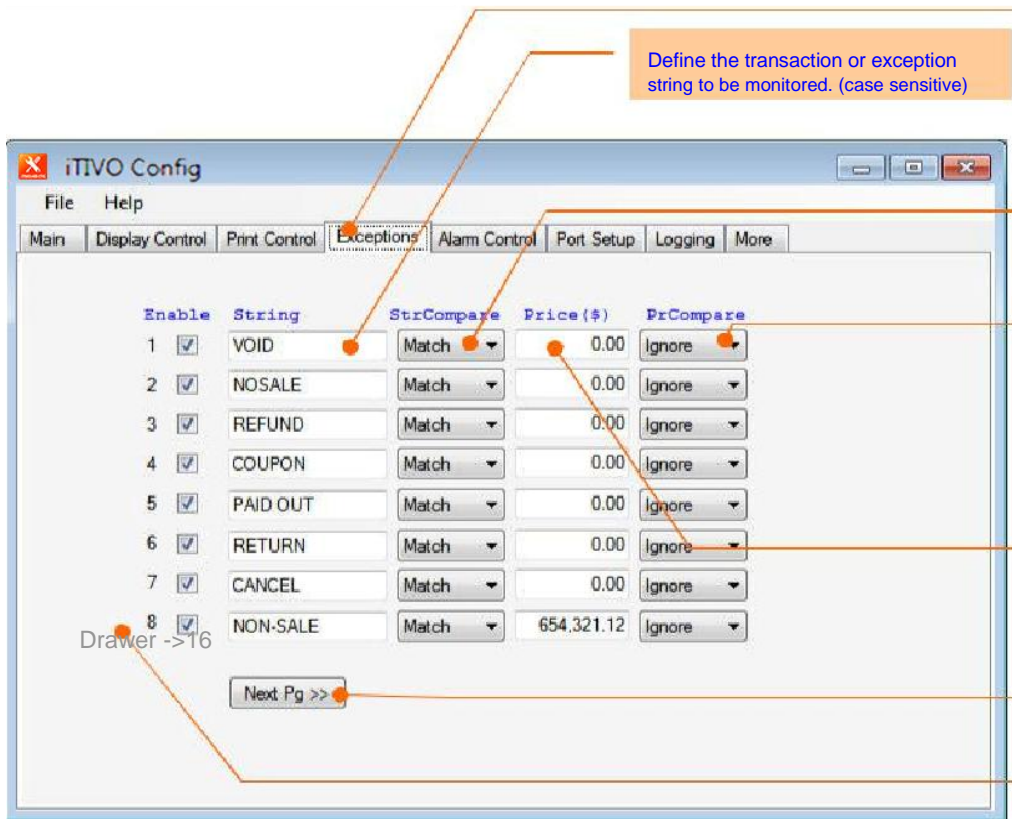 Define the transaction or exception
string to be monitored. (case sensitive)
iTIVO Config
File Help
Main Display Control Print Control Exceptions Alarm Control Port Setup Logging More
Enable String StrCompare Price($) PrCompare
1 VOID Match 0.00 Ignore
2 NOSALE Match 0.00 Ignore
3 REFUND Match 0.00 Ignore
4 COUPON Match 0.00 Ignore
5 PAID OUT Match 0.00 Ignore
6 RETURN Match 0.00 Ignore
7 CANCEL Match 0.00 Ignore
8 NON-SALE Match 654,321.12 Ignore
Drawer ->16
Next Pg >>